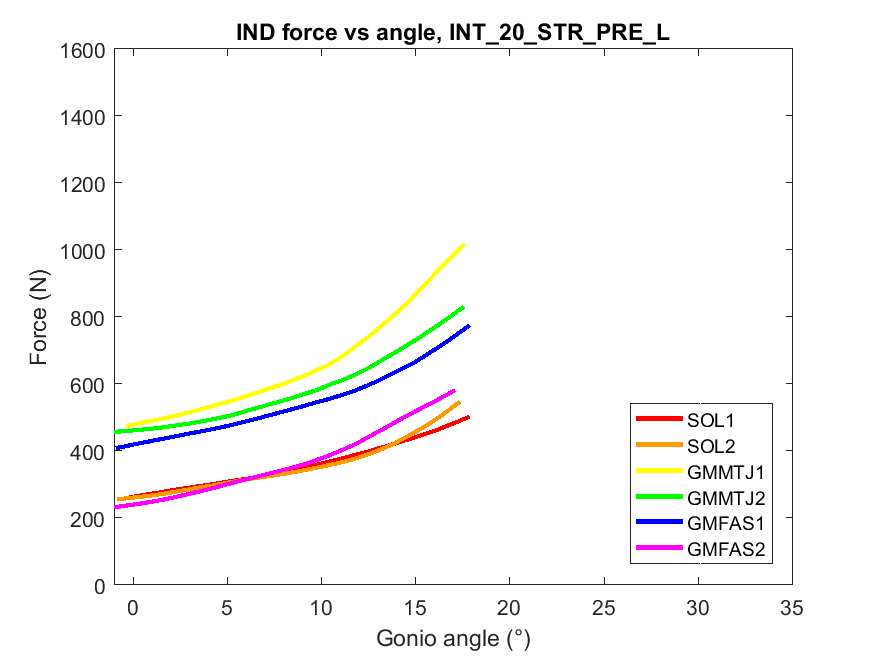 IND force vs angle, INT_20_STR_PRE_L
1600
1400
1200
1000
800
600
400
200
0
Force (N)
0 5 10 15 20 25 30 35
Gonio angle (°)
SOL1
SOL2
GMMTJ1
GMMTJ2
GMFAS1
GMFAS2